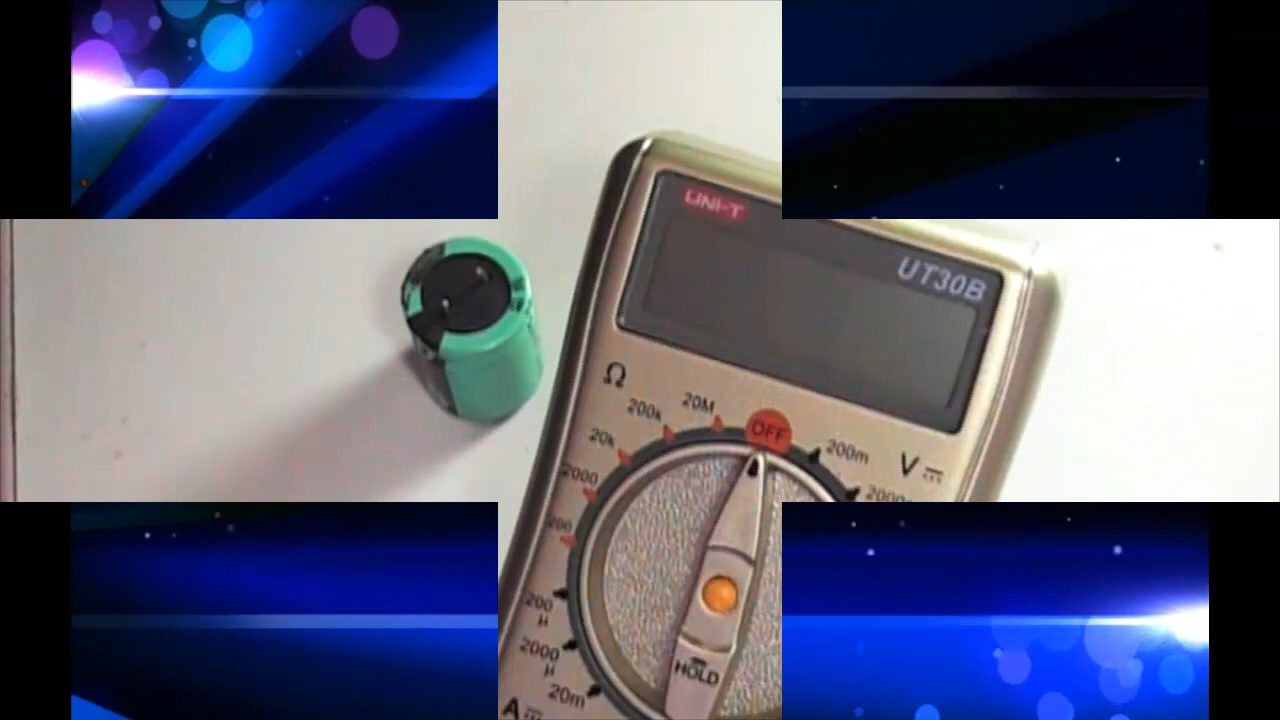 UNI-T
UT30B
Ω
20M
OFF
200m
200k
V
20k
2000
200
200
μ
2000
μ
HOLD
20m
A